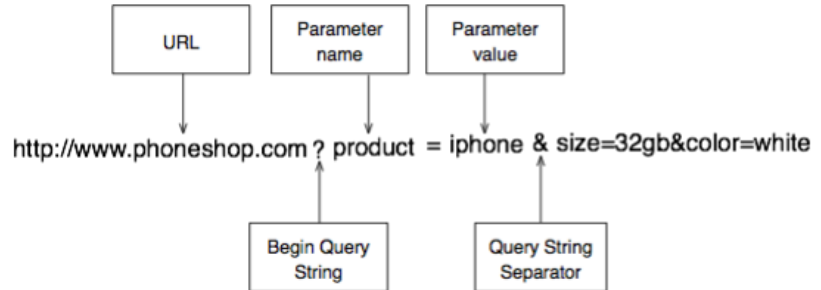 URL
Parameter
name
Parameter
value
http://www.phoneshop.com ? product = iphone & size=32gb&color=white
Begin Query
String
Query String
Separator